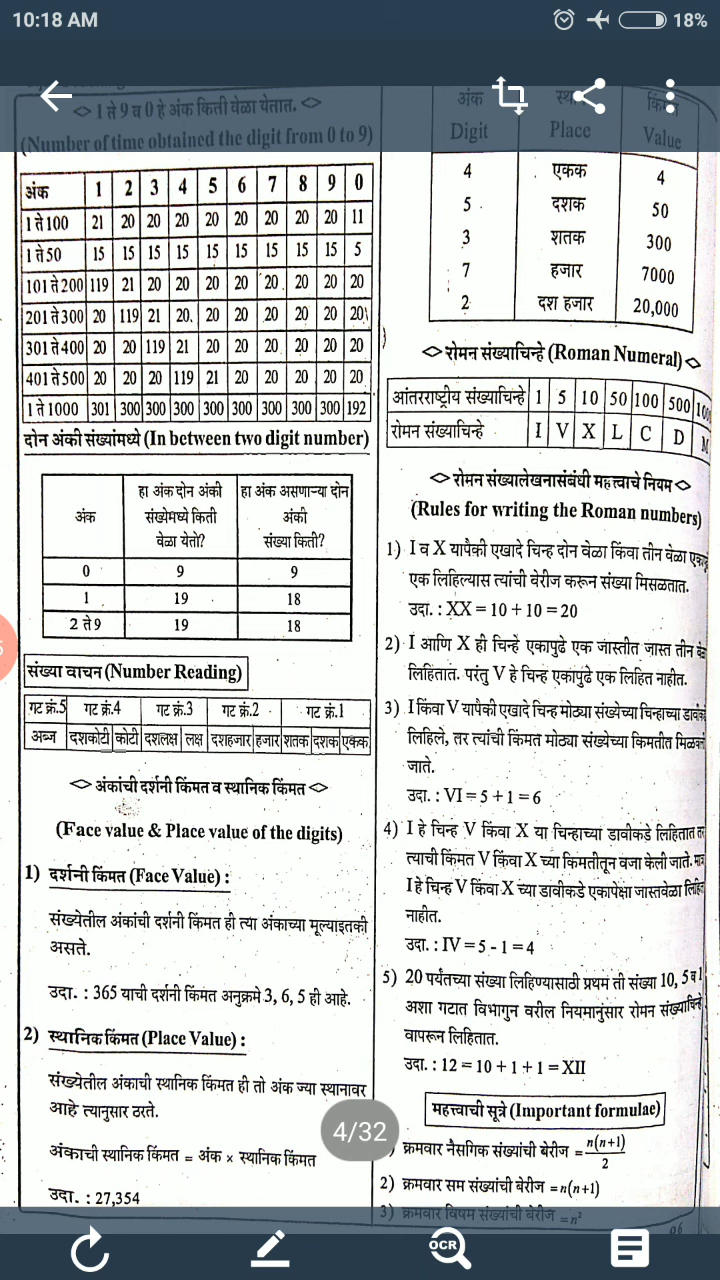 10:18 AM
18%
1 ते 9 व 0 हे अंक किती वेळा येतात.
(Number of time obtained the digit from 0 to 9)
अंक 1 2 3 4 5 6 7 8 9 0
1 ते 100 21 20 20 20 20 20 20 20 20 11
1 ते 50 15 15 15 15 15 15 15 15 15 5
101 ते 200 119 21 20 20 20 20 20 20 20 20
201 ते 300 20 119 21 20. 20 20 20 20 20 20
301 ते 400 20 20 119 21 20 20 20 20 20 20
401 ते 500 20 20 20 119 21 20 20 20 20 20
1 ते 1000 301 300 300 300 300 300 300 300 300 192
दोन अंकी संख्यांमध्ये (In between two digit number)
अंक हा अंक दोन अंकी संख्येमध्ये किती वेळा येतो? हा अंक असणाऱ्या दोन अंकी संख्या किती?
0 9 9
1 19 18
2 ते 9 19 18
संख्या वाचन (Number Reading)
गट क्रं.5 गट क्रं.4 गट क्रं.3 गट क्रं.2 गट क्रं.1
अब्ज दशकोटी कोटी दशलक्ष लक्ष दशहजार हजार शतक दशक एकक
अंकांची दर्शनी किंमत व स्थानिक किंमत
(Face value & Place value of the digits)
1) दर्शनी किंमत (Face Value) :
संख्येतील अंकांची दर्शनी किंमत ही त्या अंकाच्या मूल्याइतकी
असते.
उदा. : 365 याची दर्शनी किंमत अनुक्रमे 3, 6, 5 ही आहे.
2) स्थानिक किंमत (Place Value) :
संख्येतील अंकांची स्थानिक किंमत ही तो अंक ज्या स्थानावर
आहे त्यानुसार ठरते.
अंकाची स्थानिक किंमत = अंक × स्थानिक किंमत
उदा. : 27,354
अंक
Digit Place Value
4 एकक 4
5 दशक 50
3 शतक 300
7 हजार 7000
2 दश हजार 20,000
रोमन संख्याचिन्हे (Roman Numeral)
आंतरराष्ट्रीय संख्याचिन्हे 1 5 10 50 100 500
रोमन संख्याचिन्हे I V X L C D M
रोमन संख्यालेखनासंबंधी महत्त्वाचे नियम
(Rules for writing the Roman numbers)
1) I व X यापैकी एखादे चिन्ह दोन वेळा किंवा तीन वेळा
एक लिहिल्यास त्यांची बेरीज करून संख्या मिसळतात.
उदा. : XX = 10 + 10 = 20
2) I आणि X ही चिन्हे एकापुढे एक जास्तीत जास्त तीन
लिहितात. परंतु V हे चिन्ह एकापुढे एक लिहित नाहीत.
3) I किंवा V यापैकी एखादे चिन्ह मोठ्या संख्येच्या चिन्हाच्या
लिहिले, तर त्यांची किंमत मोठ्या संख्येच्या किमतीत
जाते.
उदा. : VI = 5 + 1 = 6
4) I हे चिन्ह V किंवा X या चिन्हाच्या डावीकडे लिहितात
त्याची किंमत V किंवा X च्या किमतीतून वजा केली जाते.
I हे चिन्ह V किंवा X च्या डावीकडे एकापेक्षा जास्तवेळा
नाहीत.
उदा. : IV = 5 - 1 = 4
5) 20 पर्यंतच्या संख्या लिहिण्यासाठी प्रथम ती संख्या 10, 5 व 1
अशा गटात विभागुन वरील नियमानुंसार रोमन
वापरून लिहितात.
उदा. : 12 = 10 + 1 + 1 = XII
महत्त्वाची सूत्रे (Important formulae)
क्रमवार नैसगिक संख्यांची बेरीज = n(n+1)/2
2) क्रमवार सम संख्यांची बेरीज = n(n+1)
3) क्रमवार विषम संख्यांची बेरीज = n²
4/32
OCR